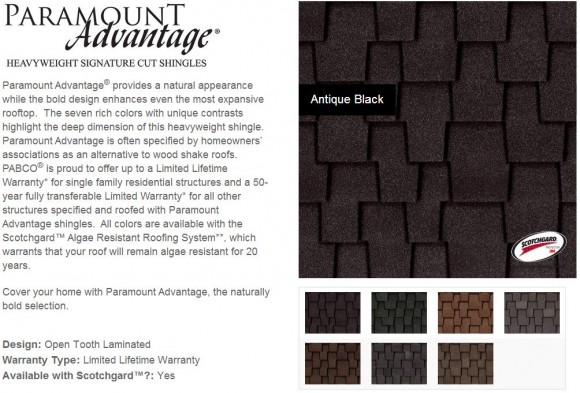 PARAMOUNT
Advantage®
HEAVYWEIGHT SIGNATURE CUT SHINGLES
Paramount Advantage® provides a natural appearance
while the bold design enhances even the most expansive
rooftop. The seven rich colors with unique contrasts
highlight the deep dimension of this heavyweight shingle.
Paramount Advantage is often specified by homeowners'
associations as an alternative to wood shake roofs.
PABCO® is proud to offer up to a Limited Lifetime
Warranty* for single family residential structures and a 50-
year fully transferable Limited Warranty* for all other
structures specified and roofed with Paramount
Advantage shingles. All colors are available with the
Scotchgard™ Algae Resistant Roofing System**, which
warrants that your roof will remain algae resistant for 20
years.
Cover your home with Paramount Advantage, the naturally
bold selection.
Design: Open Tooth Laminated
Warranty Type: Limited Lifetime Warranty
Available with Scotchgard™?: Yes
Antique Black
SCOTCHGARD
3M